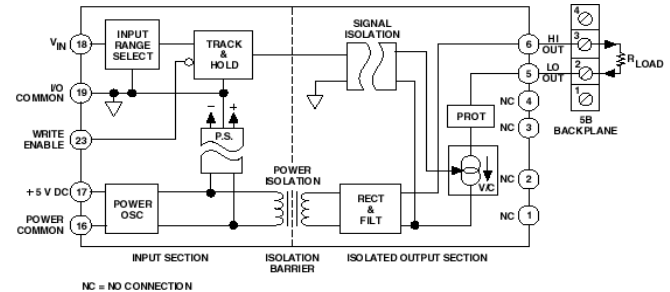 SIGNAL
ISOLATION
V IN
18
INPUT
RANGE
SELECT
TRACK
&
HOLD
6
HI
OUT
5
LO
OUT
4
3
2
1
R LOAD
5B
BACKPLANE
I/O
COMMON
19
NC
4
NC
3
PROT
WRITE
ENABLE
23
–
+
P.S.
POWER
ISOLATION
V/C
NC
2
NC
1
+5 V DC
17
POWER
COMMON
16
POWER
OSC
RECT
&
FILT
INPUT SECTION
ISOLATION
BARRIER
ISOLATED OUTPUT SECTION
NC = NO CONNECTION